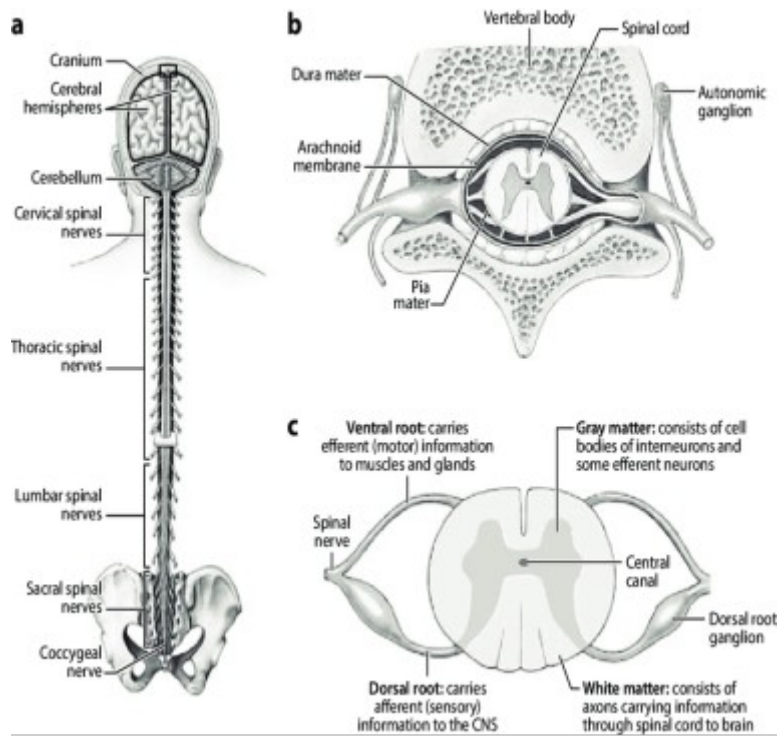 a
Cranium
Cerebral
hemispheres
Cerebellum
Cervical spinal
nerves
Thoracic spinal
nerves
Lumbar spinal
nerves
Sacral spinal
nerves
Coccygeal
nerve
b
Vertebral body
Spinal cord
Dura mater
Autonomic
ganglion
Arachnoid
membrane
Pia
mater
c
Ventral root: carries
efferent (motor) information
to muscles and glands
Gray matter: consists of cell
bodies of interneurons and
some efferent neurons
Spinal
nerve
Central
canal
Dorsal root
ganglion
Dorsal root: carries
afferent (sensory)
information to the CNS
White matter: consists of
axons carrying information
through spinal cord to brain